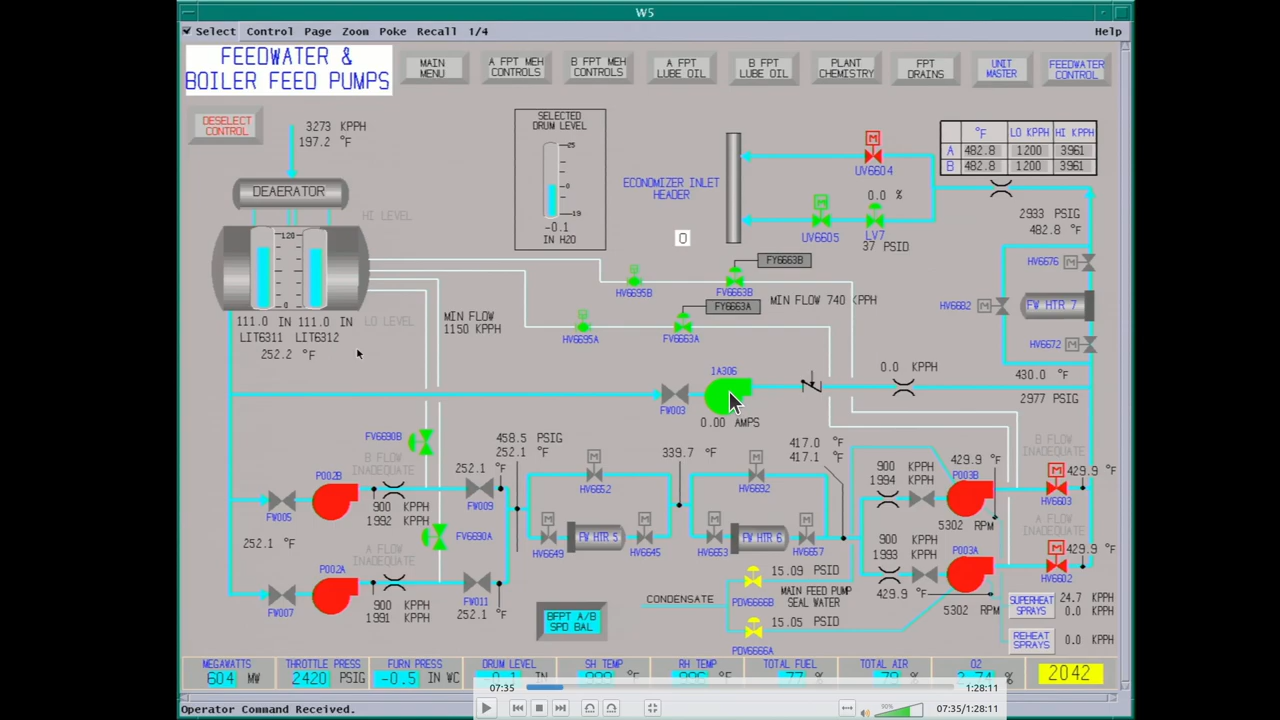 W5
Select Control Page Zoom Poke Recall 1/4 Help
FEEDWATER &
BOILER FEED PUMPS
MAIN
MENU
A FPT MEH
CONTROLS
B FPT MEH
CONTROLS
A FPT
LUBE OIL
B FPT
LUBE OIL
PLANT
CHEMISTRY
FPT
DRAINS
UNIT
MASTER
FEEDWATER
CONTROL
DESELECT
CONTROL
3273 KPPH
197.2 °F
DEAERATOR
HI LEVEL
120
0
LO LEVEL
111.0 IN 111.0 IN
LIT6311 LIT6312
252.2 °F
SELECTED
DRUM LEVEL
25
0
-19
-0.1
IN H2O
ECONOMIZER INLET
HEADER
0
M
UV6604
0.0 %
M
UV6605
LV7
37 PSID
°F LO KPPH HI KPPH
A 482.8 1200 3961
B 482.8 1200 3961
2933 PSIG
482.8 °F
HV6676 M
HV6682 M
FW HTR 7
HV6672 M
430.0 °F
2977 PSIG
FY6663B
HV6695B
FV6663B
FY6663A
MIN FLOW 740 KPPH
HV6695A
FV6663A
MIN FLOW
1150 KPPH
1A306
FW003
0.00 AMPS
0.0 KPPH
FV6690B
B FLOW
INADEQUATE
P002B
FW005
900 KPPH
1992 KPPH
252.1 °F
FW009
458.5 PSIG
252.1 °F
M
HV6652
339.7 °F
M
HV6692
417.0 °F
417.1 °F
900 KPPH
1994 KPPH
429.9 °F
P003B
5302 RPM
B FLOW
INADEQUATE
M
429.9 °F
HV6603
252.1 °F
FV6690A
A FLOW
INADEQUATE
P002A
FW007
900 KPPH
1991 KPPH
FW011
252.1 °F
M
HV6649
FW HTR 5
M
HV6645
M
HV6653
FW HTR 6
M
HV6657
900 KPPH
1993 KPPH
P003A
429.9 °F
5302 RPM
A FLOW
INADEQUATE
M
429.9 °F
HV6602
CONDENSATE
15.09 PSID
PDV6666B
MAIN FEED PUMP
SEAL WATER
15.05 PSID
PDV6666A
BFPT A/B
SPD BAL
SUPERHEAT
SPRAYS
24.7 KPPH
0.0 KPPH
REHEAT
SPRAYS
0.0 KPPH
MEGAWATTS THROTTLE PRESS FURN PRESS DRUM LEVEL SH TEMP RH TEMP TOTAL FUEL TOTAL AIR O2
604 MW 2420 PSIG -0.5 IN WC
2042
07:35 1:28:11
90%
07:35/1:28:11
Operator Command Received.